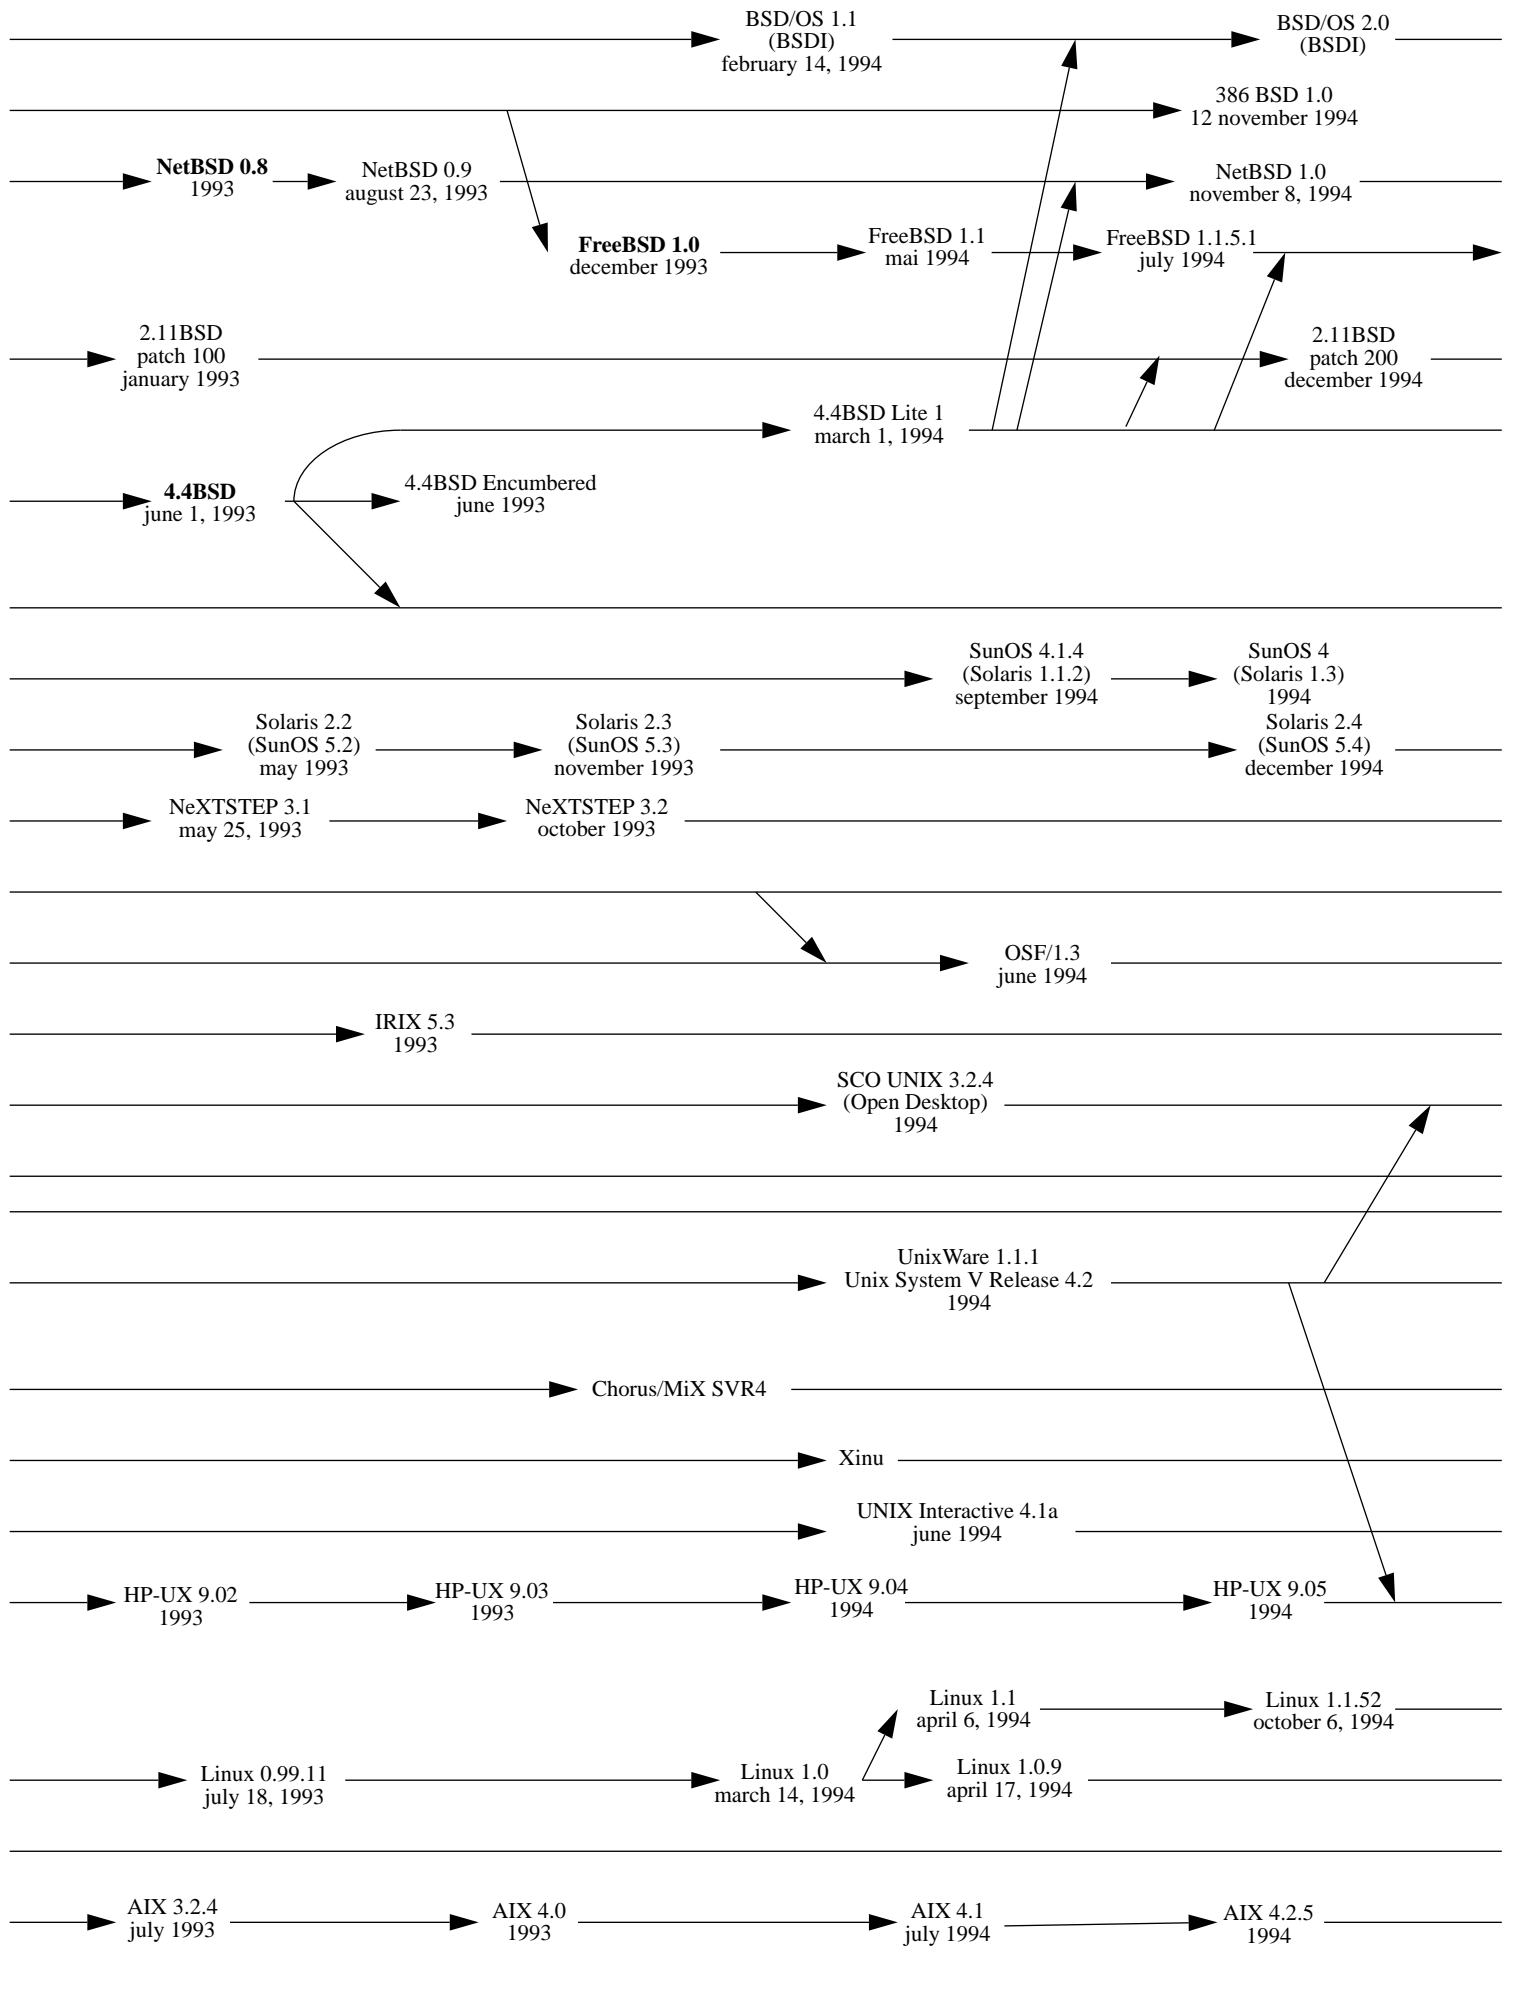 BSD/OS 1.1
(BSDI)
february 14, 1994
BSD/OS 2.0
(BSDI)
386 BSD 1.0
12 november 1994
NetBSD 0.8
1993
NetBSD 0.9
august 23, 1993
NetBSD 1.0
november 8, 1994
FreeBSD 1.0
december 1993
FreeBSD 1.1
mai 1994
FreeBSD 1.1.5.1
july 1994
2.11BSD
patch 100
january 1993
2.11BSD
patch 200
december 1994
4.4BSD Lite 1
march 1, 1994
4.4BSD
june 1, 1993
4.4BSD Encumbered
june 1993
SunOS 4.1.4
(Solaris 1.1.2)
september 1994
SunOS 4
(Solaris 1.3)
1994
Solaris 2.2
(SunOS 5.2)
may 1993
Solaris 2.3
(SunOS 5.3)
november 1993
Solaris 2.4
(SunOS 5.4)
december 1994
NeXTSTEP 3.1
may 25, 1993
NeXTSTEP 3.2
october 1993
OSF/1.3
june 1994
IRIX 5.3
1993
SCO UNIX 3.2.4
(Open Desktop)
1994
UnixWare 1.1.1
Unix System V Release 4.2
1994
Chorus/MiX SVR4
Xinu
UNIX Interactive 4.1a
june 1994
HP-UX 9.02
1993
HP-UX 9.03
1993
HP-UX 9.04
1994
HP-UX 9.05
1994
Linux 1.1
april 6, 1994
Linux 1.1.52
october 6, 1994
Linux 0.99.11
july 18, 1993
Linux 1.0
march 14, 1994
Linux 1.0.9
april 17, 1994
AIX 3.2.4
july 1993
AIX 4.0
1993
AIX 4.1
july 1994
AIX 4.2.5
1994